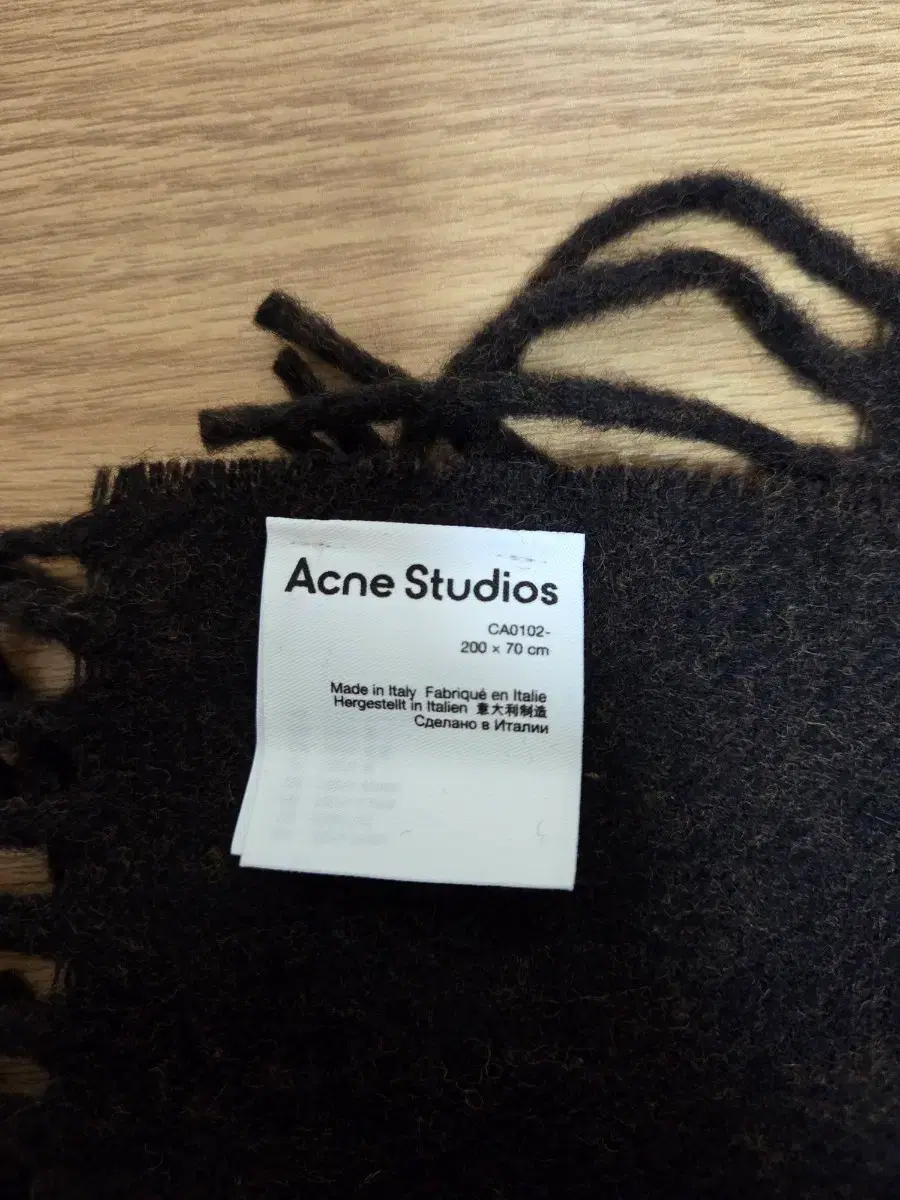 Acne Studios
CA0102-
200 × 70 cm
Made in Italy Fabriqué en Italie
Hergestellt in Italien 意大利制造
Сделано в Италии